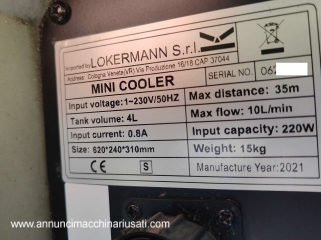 Imported by LOKERMANN S.r.l.
Address: Cologna Veneta(VR) Via Produzione 16/18 CAP 37044
MINI COOLER
SERIAL NO. 062
Input voltage:1~230V/50HZ
Max distance: 35m
Tank volume: 4L
Max flow: 10L/min
Input current: 0.8A
Input capacity: 220W
Size: 620*240*310mm
Weight: 15kg
CE S
Manufacture Year: 2021
www.annuncimacchinariusati.com